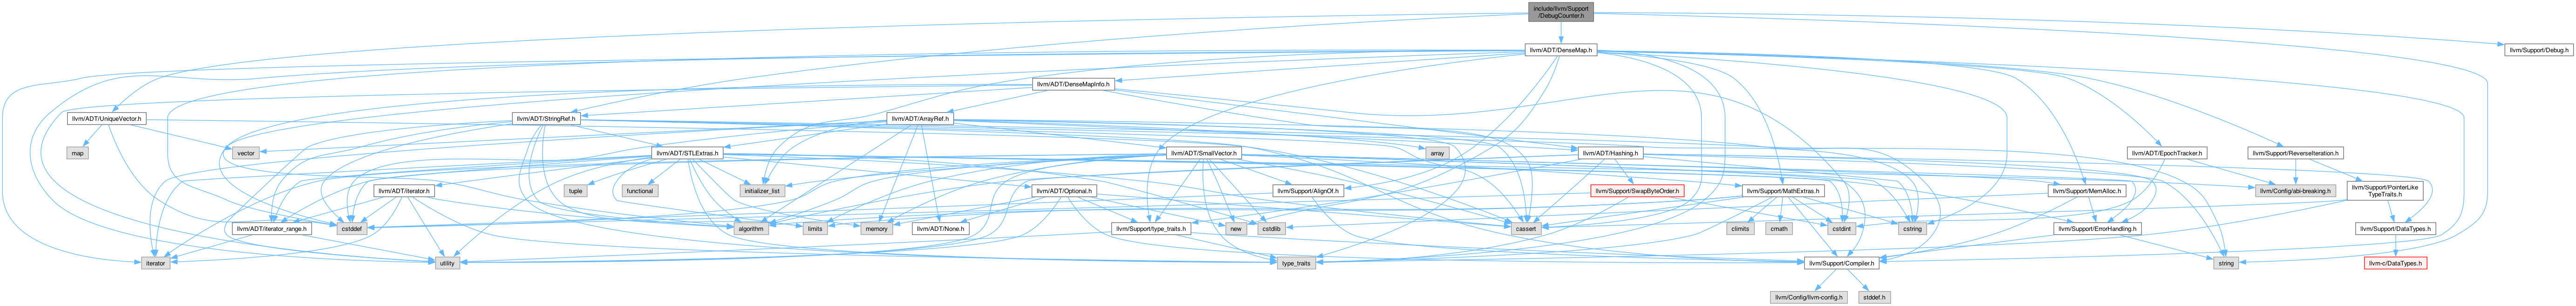 include/llvm/Support
/DebugCounter.h
llvm/ADT/DenseMap.h
llvm/Support/Debug.h
llvm/ADT/DenseMapInfo.h
llvm/ADT/UniqueVector.h
llvm/ADT/StringRef.h
llvm/ADT/ArrayRef.h
map
vector
llvm/ADT/STLExtras.h
llvm/ADT/SmallVector.h
array
llvm/ADT/Hashing.h
llvm/ADT/EpochTracker.h
llvm/Support/ReverseIteration.h
llvm/ADT/iterator.h
tuple
functional
initializer_list
llvm/ADT/Optional.h
llvm/Support/AlignOf.h
llvm/Support/SwapByteOrder.h
llvm/Support/MathExtras.h
llvm/Support/MemAlloc.h
llvm/Config/abi-breaking.h
llvm/Support/PointerLike
TypeTraits.h
llvm/ADT/iterator_range.h
cstddef
algorithm
limits
memory
llvm/ADT/None.h
llvm/Support/type_traits.h
new
cstdlib
cassert
climits
cmath
cstdint
cstring
llvm/Support/ErrorHandling.h
llvm/Support/DataTypes.h
iterator
utility
type_traits
llvm/Support/Compiler.h
string
llvm-c/DataTypes.h
llvm/Config/llvm-config.h
stddef.h